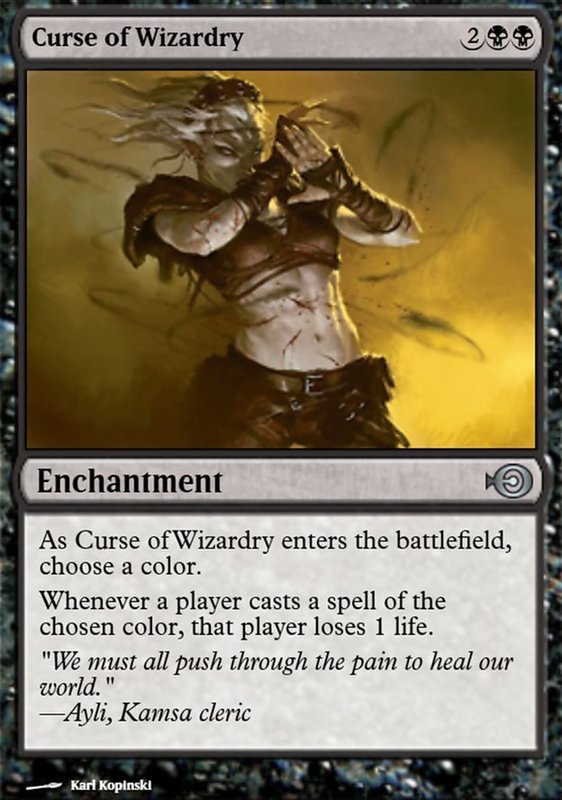 Curse of Wizardry 2
Enchantment
As Curse of Wizardry enters the battlefield,
choose a color.
Whenever a player casts a spell of the
chosen color, that player loses 1 life.
"We must all push through the pain to heal our
world."
—Ayli, Kamsa cleric
Karl Kopinski